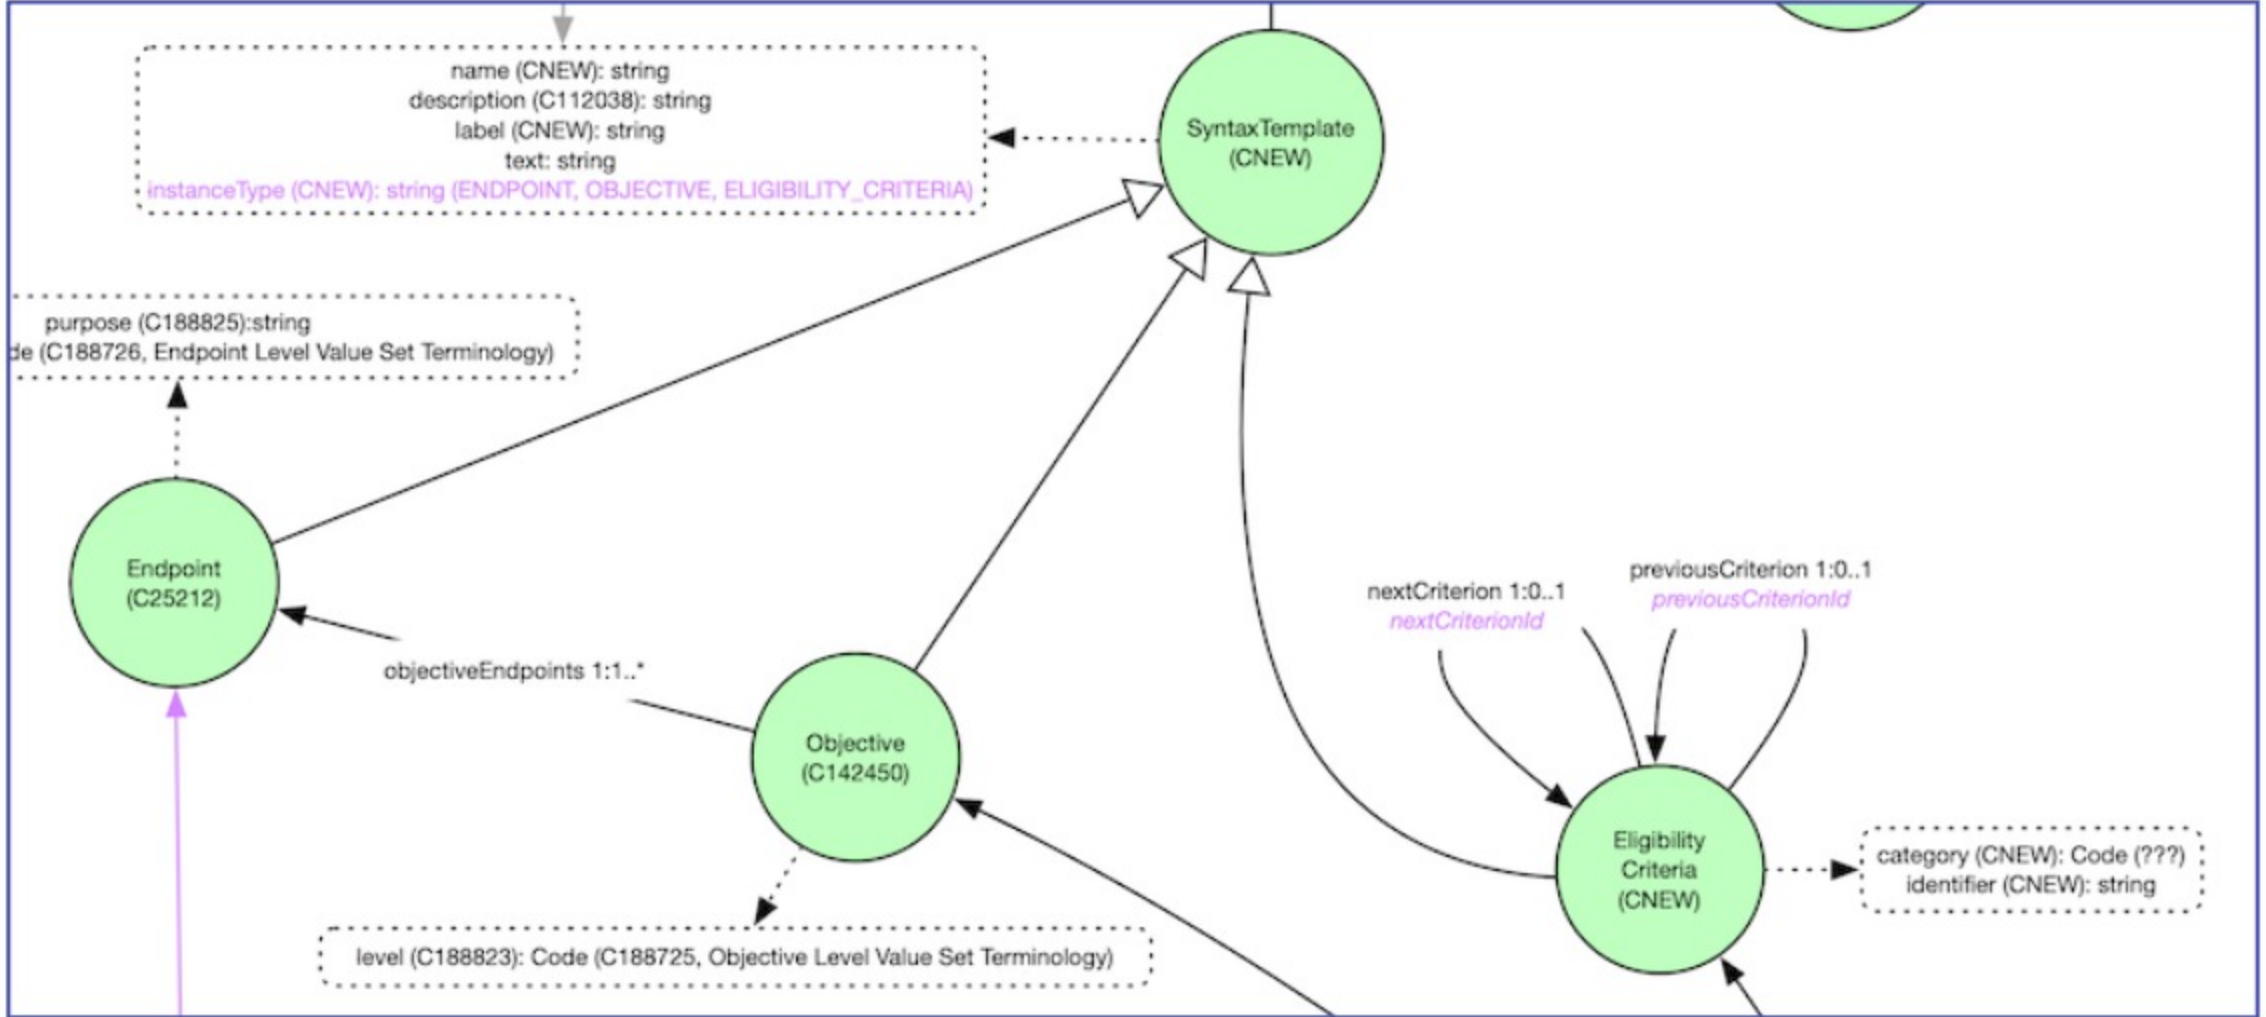 name (CNEW): string
description (C112038): string
label (CNEW): string
text: string
instanceType (CNEW): string (ENDPOINT, OBJECTIVE, ELIGIBILITY_CRITERIA)
SyntaxTemplate
(CNEW)
purpose (C188825):string
de (C188726, Endpoint Level Value Set Terminology)
Endpoint
(C25212)
objectiveEndpoints 1:1..*
Objective
(C142450)
level (C188823): Code (C188725, Objective Level Value Set Terminology)
nextCriterion 1:0..1
nextCriterionId
previousCriterion 1:0..1
previousCriterionId
Eligibility
Criteria
(CNEW)
category (CNEW): Code (???)
identifier (CNEW): string